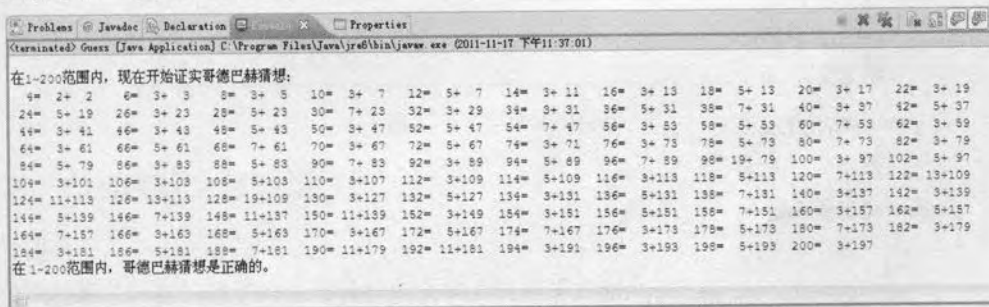 Problems @ Javadoc Declaration Console Properties
<terminated> Guess [Java Application] C:\Program Files\Java\jre6\bin\javaw.exe (2011-11-17 下午11:37:01)
在1-200范围内，现在开始证实哥德巴赫猜想：
4= 2+ 2 6= 3+ 3 8= 3+ 5 10= 3+ 7 12= 5+ 7 14= 3+ 11 16= 3+ 13 18= 5+ 13 20= 3+ 17 22= 3+ 19
24= 5+ 19 26= 3+ 23 28= 5+ 23 30= 7+ 23 32= 3+ 29 34= 3+ 31 36= 5+ 31 38= 7+ 31 40= 3+ 37 42= 5+ 37
44= 3+ 41 46= 3+ 43 48= 5+ 43 50= 3+ 47 52= 5+ 47 54= 7+ 47 56= 3+ 53 58= 5+ 53 60= 7+ 53 62= 3+ 59
64= 3+ 61 66= 5+ 61 68= 7+ 61 70= 3+ 67 72= 5+ 67 74= 3+ 71 76= 3+ 73 78= 5+ 73 80= 7+ 73 82= 3+ 79
84= 5+ 79 86= 3+ 83 88= 5+ 83 90= 7+ 83 92= 3+ 89 94= 5+ 89 96= 7+ 89 98= 19+ 79 100= 3+ 97 102= 5+ 97
104= 3+101 106= 3+103 108= 5+103 110= 3+107 112= 3+109 114= 5+109 116= 3+113 118= 5+113 120= 7+113 122= 13+109
124= 11+113 126= 13+113 128= 19+109 130= 3+127 132= 5+127 134= 3+131 136= 5+131 138= 7+131 140= 3+137 142= 3+139
144= 5+139 146= 7+139 148= 11+137 150= 11+139 152= 3+149 154= 3+151 156= 5+151 158= 7+151 160= 3+157 162= 5+157
164= 7+157 166= 3+163 168= 5+163 170= 3+167 172= 5+167 174= 7+167 176= 3+173 178= 5+173 180= 7+173 182= 3+179
184= 3+181 186= 5+181 188= 7+181 190= 11+179 192= 11+181 194= 3+191 196= 3+193 198= 5+193 200= 3+197
在1-200范围内，哥德巴赫猜想是正确的。